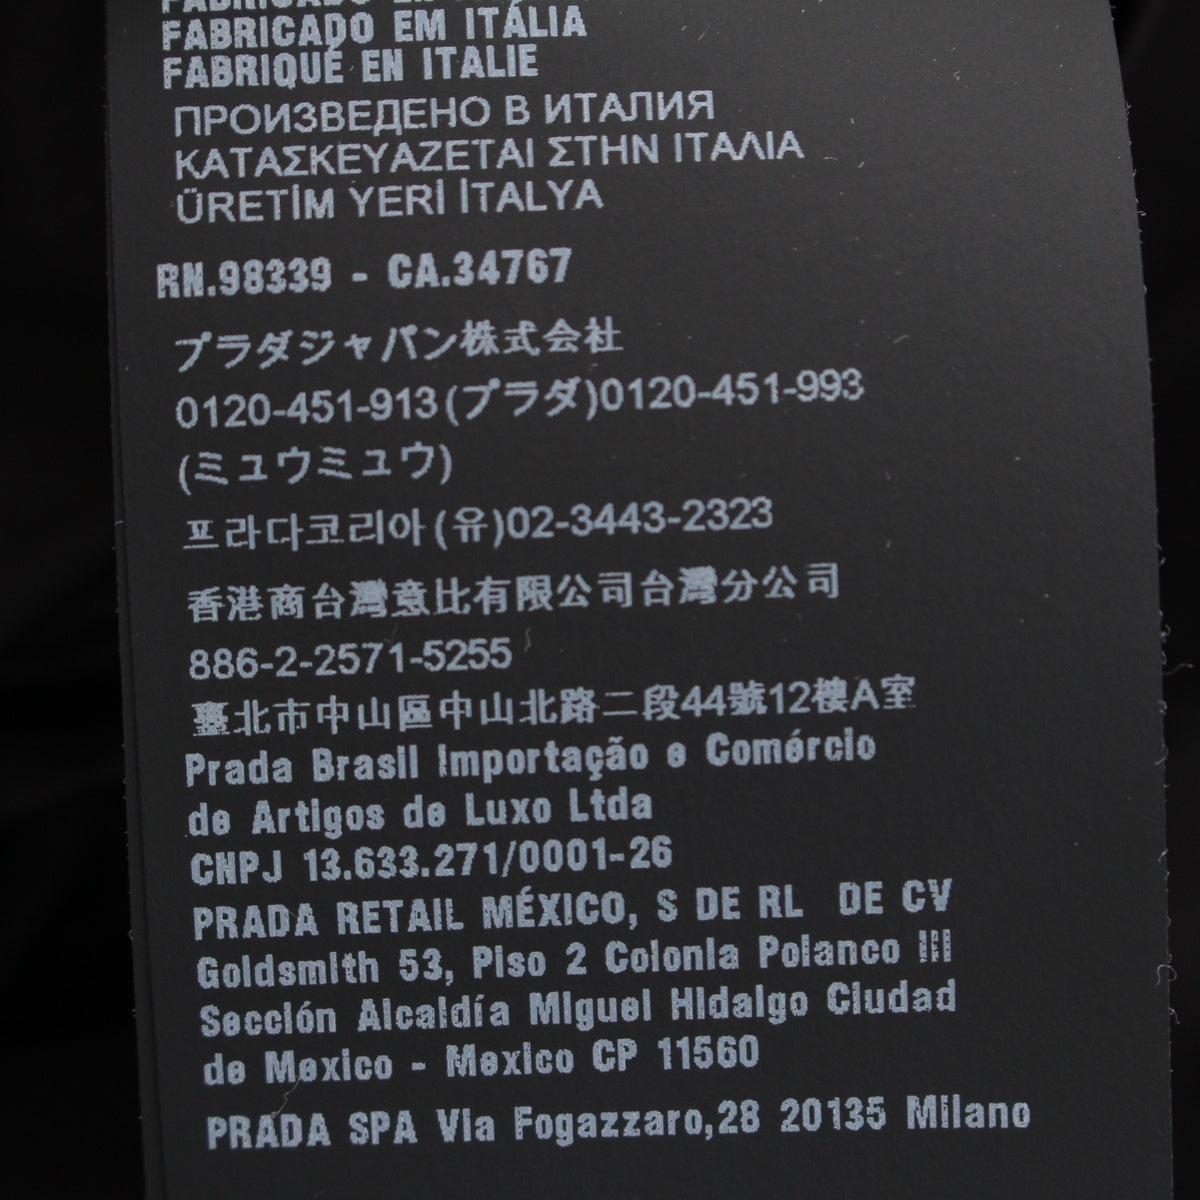 FABRICADO EM ITÁLIA
FABRIQUÉ EN ITALIE
ПРОИЗВЕДЕНО В ИТАЛИЯ
ΚΑΤΑΣΚΕΥΑΖΕΤΑΙ ΣΤΗΝ ΙΤΑΛΙΑ
ÜRETİM YERİ İTALYA
RN.98339 - CA.34767
プラダジャパン株式会社
0120-451-913(プラダ)0120-451-993
(ミュウミュウ)
프라다코리아(유)02-3443-2323
香港商台灣意比有限公司台灣分公司
886-2-2571-5255
臺北市中山區中山北路二段44號12樓A室
Prada Brasil Importação e Comércio
de Artigos de Luxo Ltda
CNPJ 13.633.271/0001-26
PRADA RETAIL MÉXICO, S DE RL DE CV
Goldsmith 53, Piso 2 Colonia Polanco III
Sección Alcaldía Miguel Hidalgo Ciudad
de Mexico - Mexico CP 11560
PRADA SPA Via Fogazzaro,28 20135 Milano